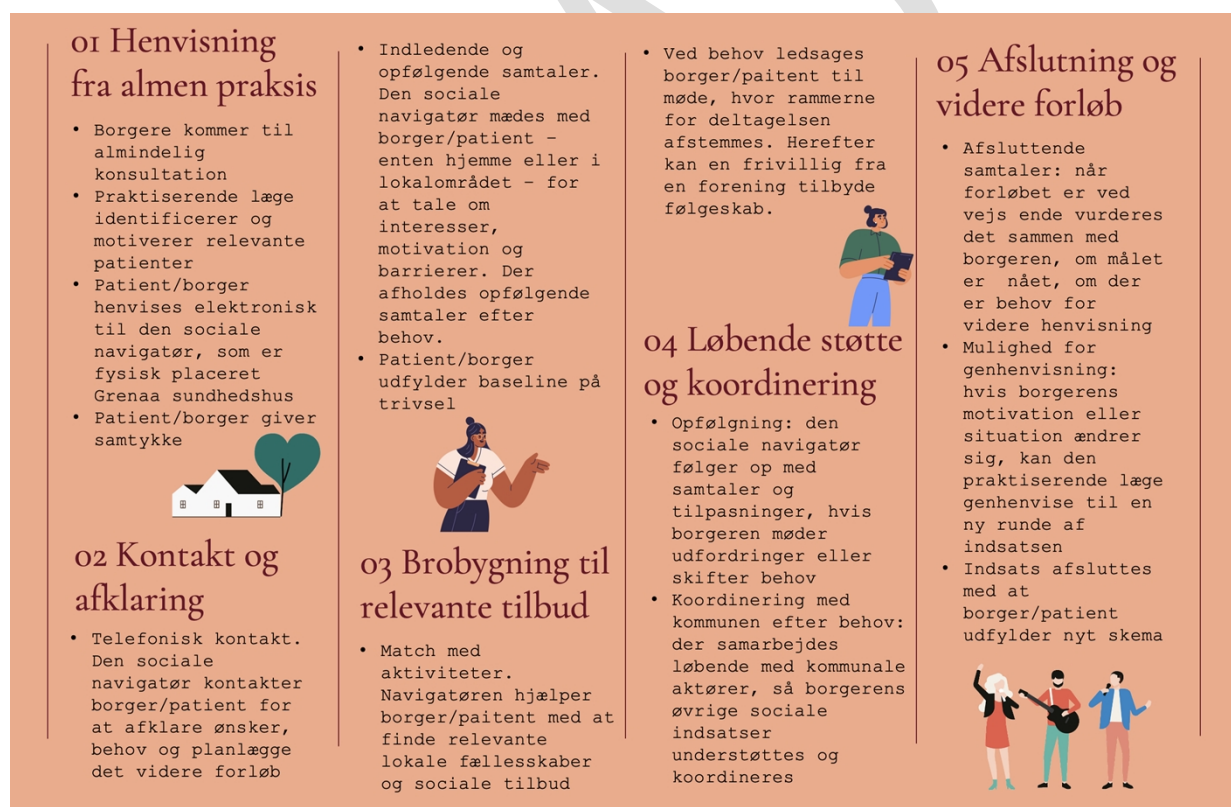 01 Henvisning
fra almen praksis
• Borgere kommer til
almindelig
konsultation
• Praktiserende læge
identificerer og
motiverer relevante
patienter
• Patient/borger
henvises elektronisk
til den sociale
navigatør, som er
fysisk placeret
Grenaa sundhedshus
• Patient/borger giver
samtykke
02 Kontakt og
afklaring
• Telefonisk kontakt.
Den sociale
navigatør kontakter
borger/patient for
at afklare ønsker,
behov og planlægge
det videre forløb
• Indledende og
opfølgende samtaler.
Den sociale
navigatør mædes med
borger/patient –
enten hjemme eller i
lokalområdet – for
at tale om
interesser,
motivation og
barrierer. Der
afholdes opfølgende
samtaler efter
behov.
• Patient/borger
udfylder baseline på
trivsel
03 Brobygning til
relevante tilbud
• Match med
aktiviteter.
Navigatøren hjælper
borger/paitent med at
finde relevante
lokale fællesskaber
og sociale tilbud
• Ved behov ledsages
borger/paitent til
møde, hvor rammerne
for deltagelsen
afstemmes. Herefter
kan en frivillig fra
en forening tilbyde
følgeskab.
04 Løbende støtte
og koordinering
• Opfølgning: den
sociale navigatør
følger op med
samtaler og
tilpasninger, hvis
borgeren møder
udfordringer eller
skifter behov
• Koordinering med
kommunen efter behov:
der samarbejdes
løbende med kommunale
aktører, så borgerens
øvrige sociale
indsatser
understøttes og
koordineres
05 Afslutning og
videre forløb
• Afsluttende
samtaler: når
forløbet er ved
vejs ende vurderes
det sammen med
borgeren, om målet
er nået, om der
er behov for
videre henvisning
• Mulighed for
genhenvisning:
hvis borgerens
motivation eller
situation ændrer
sig, kan den
praktiserende læge
genhenvise til en
ny runde af
indsatsen
• Indsats afsluttes
med at
borger/patient
udfylder nyt skema